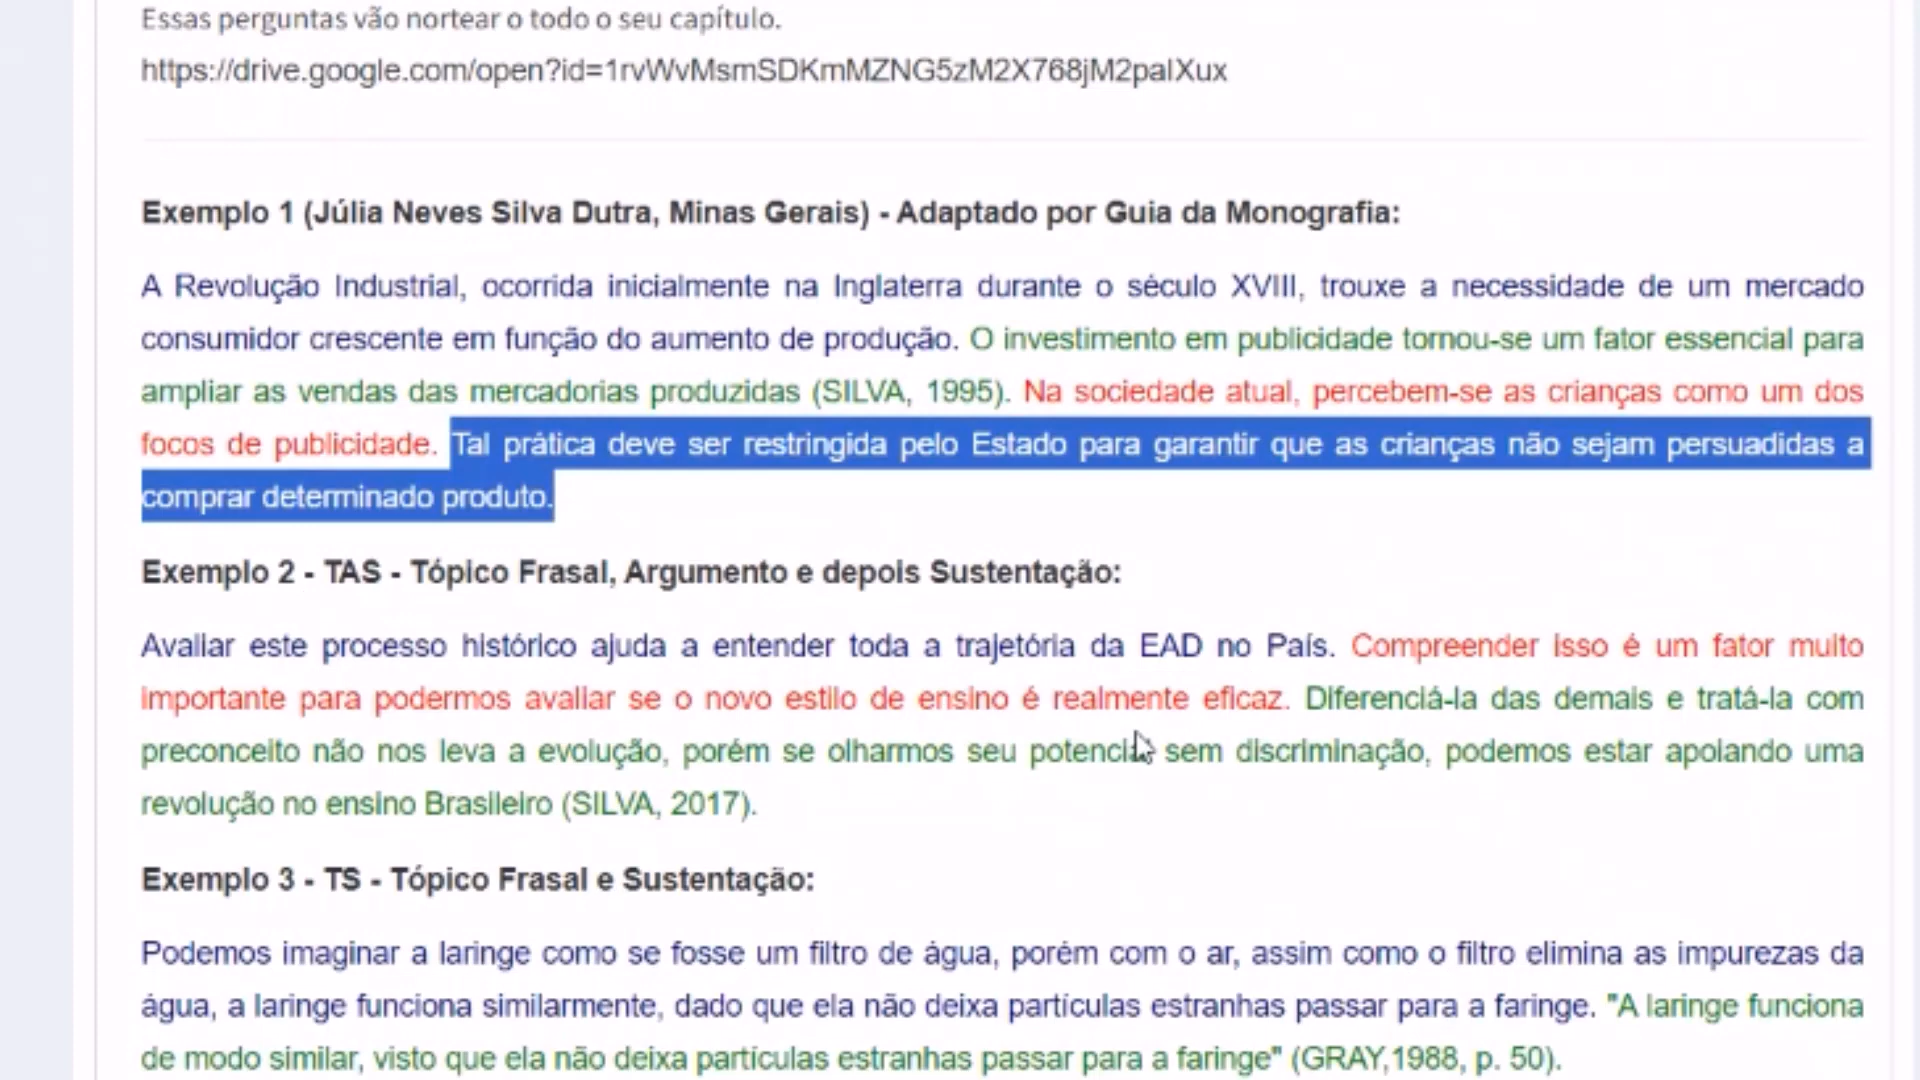 Essas perguntas vão nortear o todo o seu capítulo.
https://drive.google.com/open?id=1rvWvMsmSDKmMZNG5zM2X768jM2palXux
Exemplo 1 (Júlia Neves Silva Dutra, Minas Gerais) - Adaptado por Guia da Monografia:
A Revolução Industrial, ocorrida inicialmente na Inglaterra durante o século XVIII, trouxe a necessidade de um mercado
consumidor crescente em função do aumento de produção. O investimento em publicidade tornou-se um fator essencial para
ampliar as vendas das mercadorias produzidas (SILVA, 1995). Na sociedade atual, percebem-se as crianças como um dos
focos de publicidade. Tal prática deve ser restringida pelo Estado para garantir que as crianças não sejam persuadidas a
comprar determinado produto.
Exemplo 2 - TAS - Tópico Frasal, Argumento e depois Sustentação:
Avaliar este processo histórico ajuda a entender toda a trajetória da EAD no País. Compreender isso é um fator muito
importante para podermos avaliar se o novo estilo de ensino é realmente eficaz. Diferenciá-la das demais e tratá-la com
preconceito não nos leva a evolução, porém se olharmos seu potencial sem discriminação, podemos estar apoiando uma
revolução no ensino Brasileiro (SILVA, 2017).
Exemplo 3 - TS - Tópico Frasal e Sustentação:
Podemos imaginar a laringe como se fosse um filtro de água, porém com o ar, assim como o filtro elimina as impurezas da
água, a laringe funciona similarmente, dado que ela não deixa partículas estranhas passar para a faringe. "A laringe funciona
de modo similar, visto que ela não deixa partículas estranhas passar para a faringe" (GRAY,1988, p. 50).